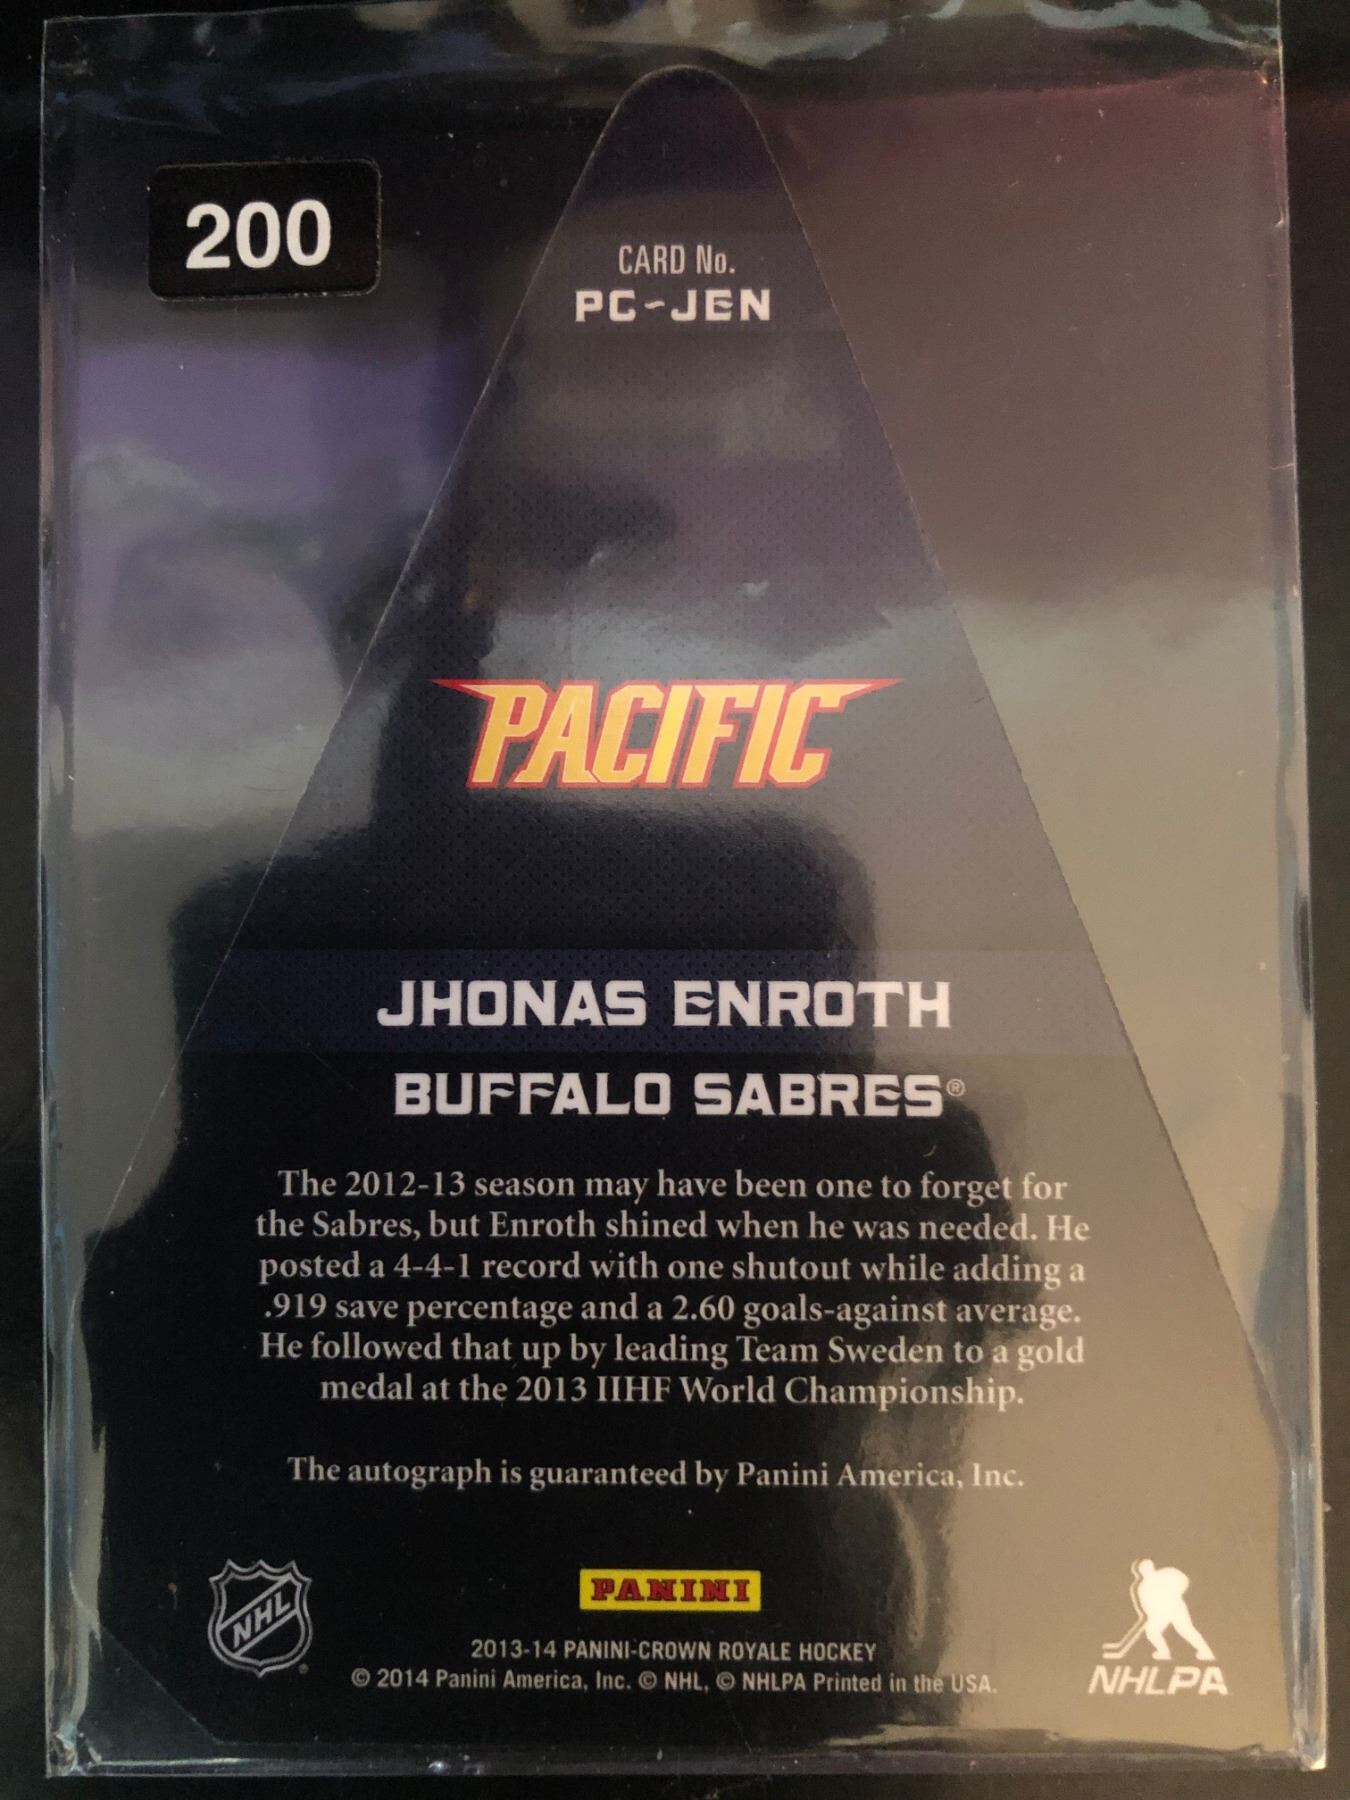 200
CARD No.
PC-JEN
PACIFIC
JHONAS ENROTH
BUFFALO SABRES®
The 2012-13 season may have been one to forget for
the Sabres, but Enroth shined when he was needed. He
posted a 4-4-1 record with one shutout while adding a
.919 save percentage and a 2.60 goals-against average.
He followed that up by leading Team Sweden to a gold
medal at the 2013 IIHF World Championship.
The autograph is guaranteed by Panini America, Inc.
NHL
PANINI
2013-14 PANINI-CROWN ROYALE HOCKEY
© 2014 Panini America, Inc. © NHL, © NHLPA Printed in the USA.
NHLPA